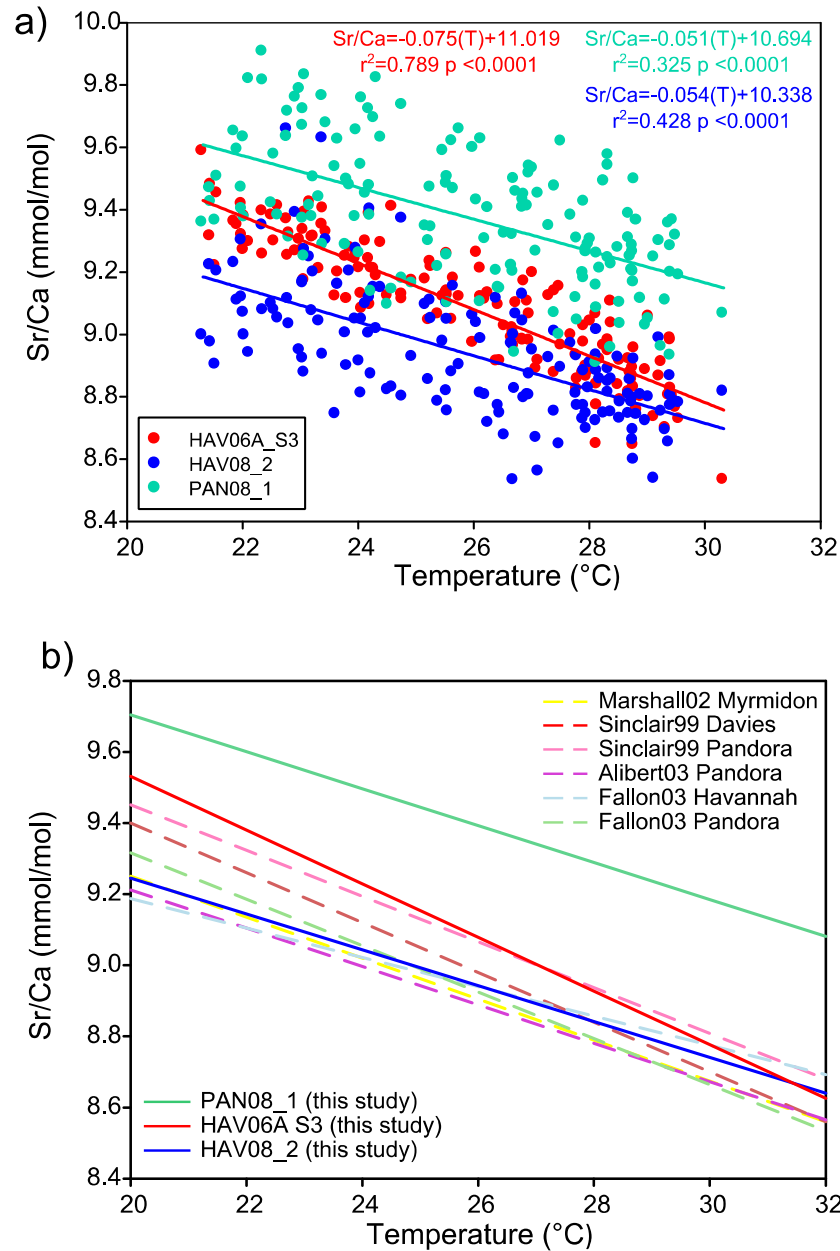 a)
Sr/Ca=-0.075(T)+11.019
r²=0.789 p <0.0001
Sr/Ca=-0.051(T)+10.694
r²=0.325 p <0.0001
Sr/Ca=-0.054(T)+10.338
r²=0.428 p <0.0001
10.0
9.8
9.6
9.4
9.2
9.0
8.8
8.6
8.4
Sr/Ca (mmol/mol)
HAV06A_S3
HAV08_2
PAN08_1
20 22 24 26 28 30 32
Temperature (°C)
b)
9.8
9.6
9.4
9.2
9.0
8.8
8.6
8.4
Sr/Ca (mmol/mol)
Marshall02 Myrmidon
Sinclair99 Davies
Sinclair99 Pandora
Alibert03 Pandora
Fallon03 Havannah
Fallon03 Pandora
PAN08_1 (this study)
HAV06A S3 (this study)
HAV08_2 (this study)
20 22 24 26 28 30 32
Temperature (°C)